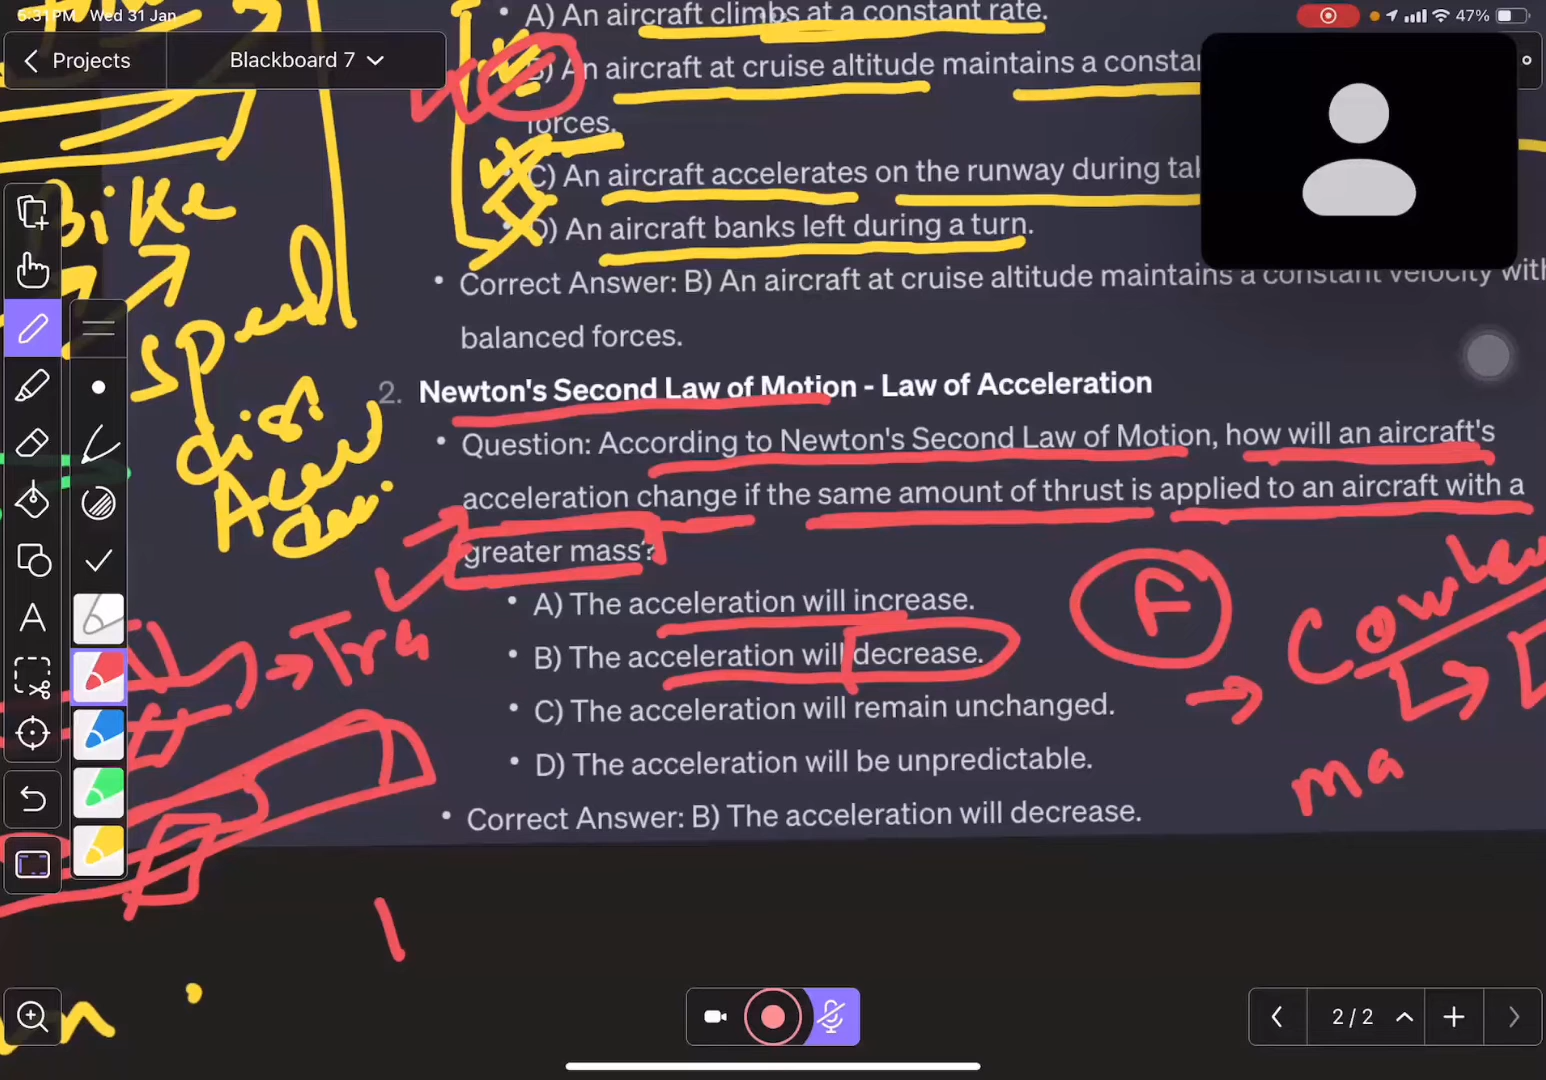 5:31 PM Wed 31 Jan
47%
Projects
Blackboard 7
A) An aircraft climbs at a constant rate.
B) An aircraft at cruise altitude maintains a
forces.
C) An aircraft accelerates on the runway during
D) An aircraft banks left during a turn.
Correct Answer: B) An aircraft at cruise altitude maintains a constant velocity with
balanced forces.
2. Newton's Second Law of Motion - Law of Acceleration
Question: According to Newton's Second Law of Motion, how will an aircraft's
acceleration change if the same amount of thrust is applied to an aircraft with a
greater mass?
A) The acceleration will increase.
B) The acceleration will decrease.
C) The acceleration will remain unchanged.
D) The acceleration will be unpredictable.
Correct Answer: B) The acceleration will decrease.
Bike
Speed
F
ma
A
2 / 2